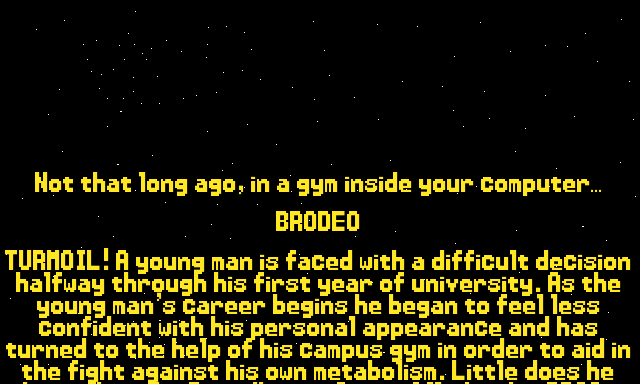 Not that long ago, in a gym inside your computer...
BRODEO
TURMOIL! A young man is faced with a difficult decision
halfway through his first year of university. As the
young man's career begins he began to feel less
confident with his personal appearance and has
turned to the help of his campus gym in order to aid in
the fight against his own metabolism. Little does he